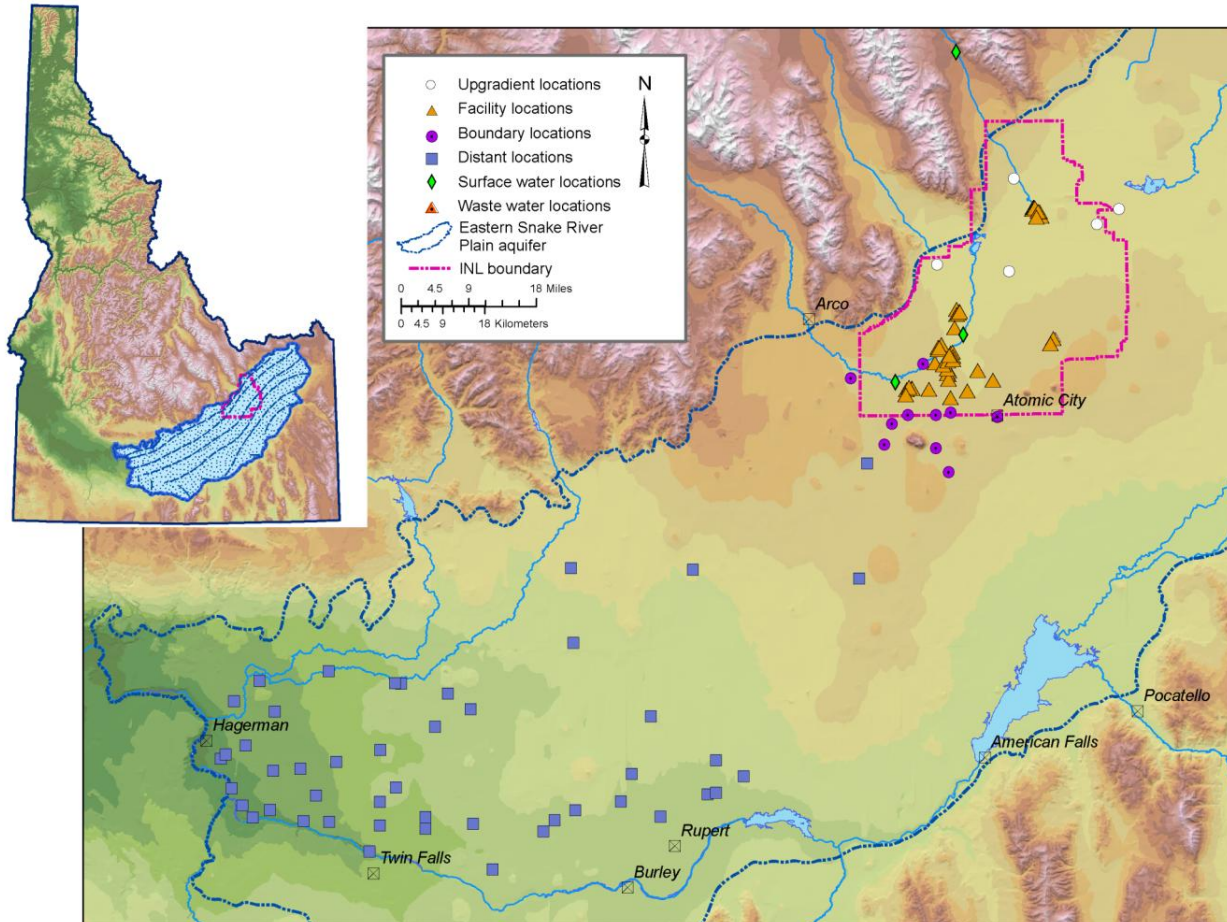 N
Upgradient locations
Facility locations
Boundary locations
Distant locations
Surface water locations
Waste water locations
Eastern Snake River
Plain aquifer
INL boundary
0 4.5 9 18 Miles
0 4.5 9 18 Kilometers
Arco
Atomic City
Pocatello
Hagerman
American Falls
Rupert
Twin Falls
Burley